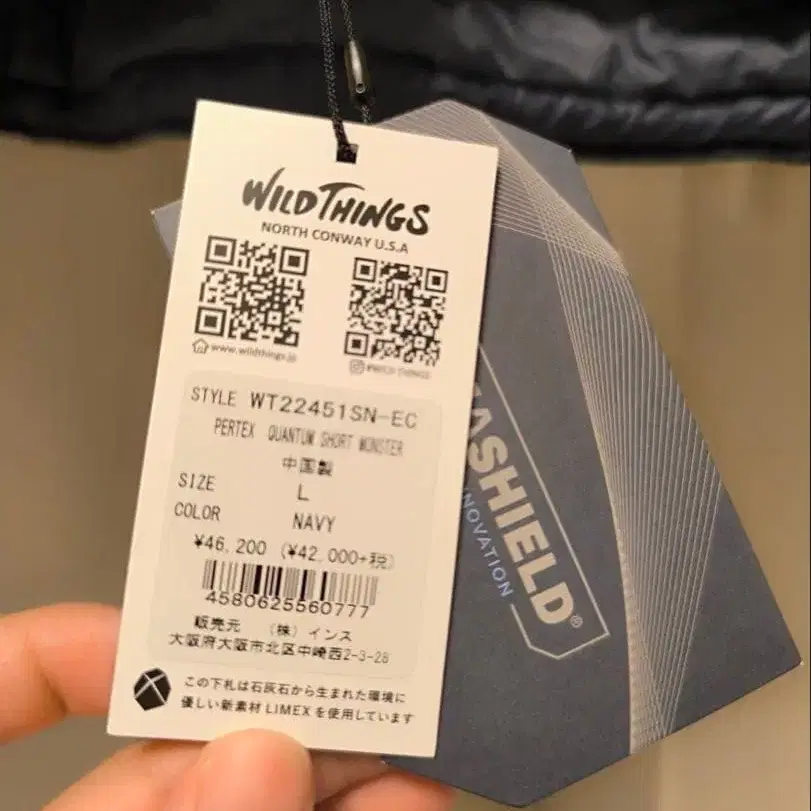 WILD THINGS
NORTH CONWAY U.S.A
www.wildthings.jp
STYLE WT22451SN-EC
PERTEX QUANTUM SHORT MONSTER
中国製
SIZE L
COLOR NAVY
¥46,200 (¥42,000+税)
4580625560777
販売元 (株) インス
大阪府大阪市北区中崎西2-3-28
この下札は石灰石から生まれた環境に
優しい新素材 LIMEX を使用しています
ASHIELD®
NOVATION